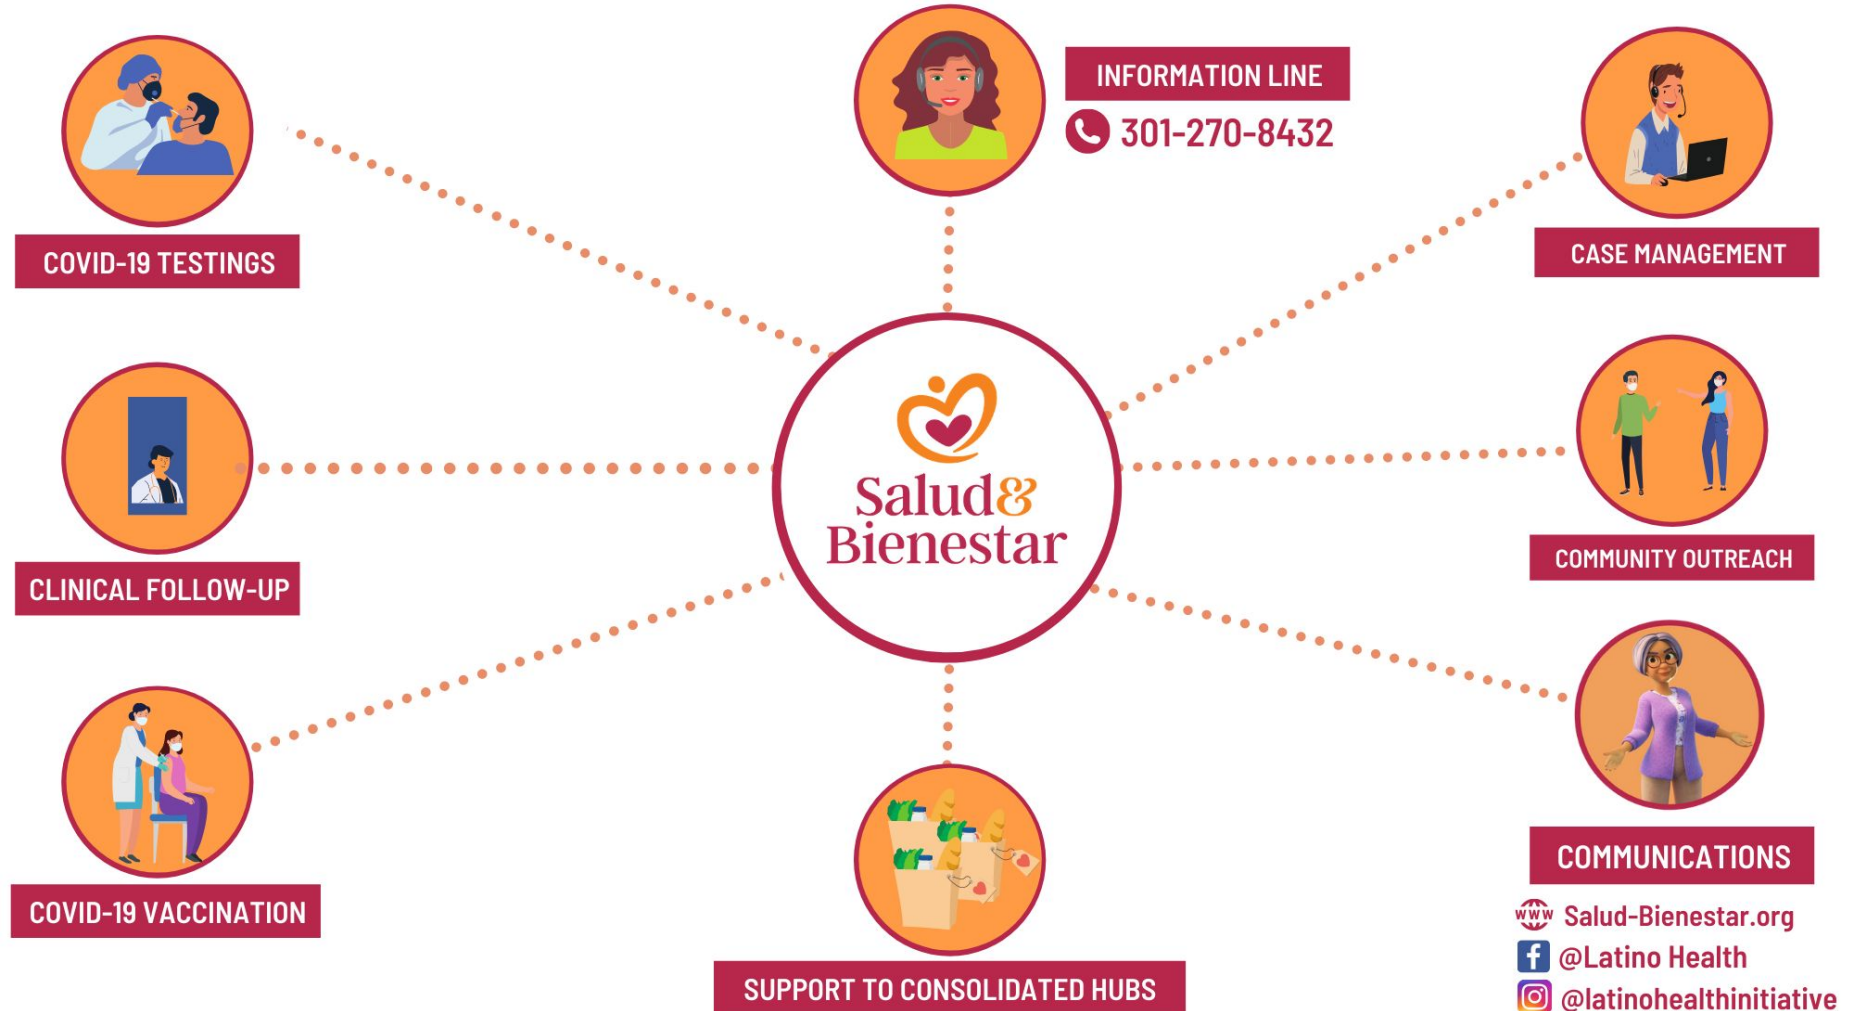 INFORMATION LINE
301-270-8432
COVID-19 TESTINGS
CASE MANAGEMENT
Salud&
Bienestar
CLINICAL FOLLOW-UP
COMMUNITY OUTREACH
COVID-19 VACCINATION
COMMUNICATIONS
www Salud-Bienestar.org
f @Latino Health
@latinohealthinitiative
SUPPORT TO CONSOLIDATED HUBS